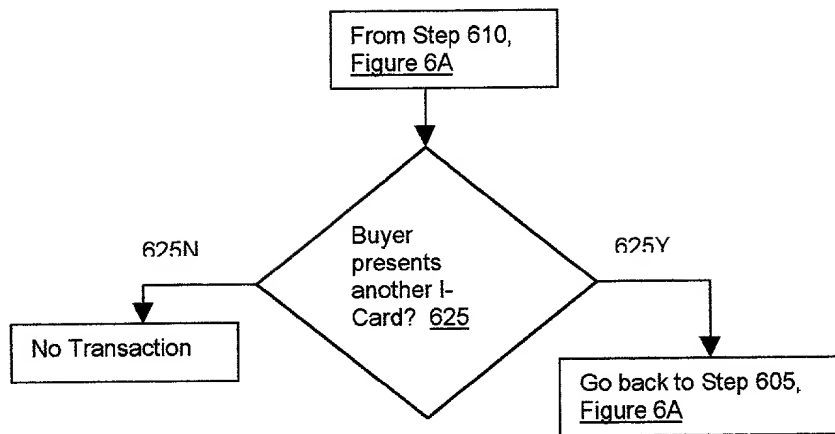 From Step 610,
Figure 6A
625N
Buyer
presents
another I-
Card? 625
625Y
No Transaction
Go back to Step 605,
Figure 6A